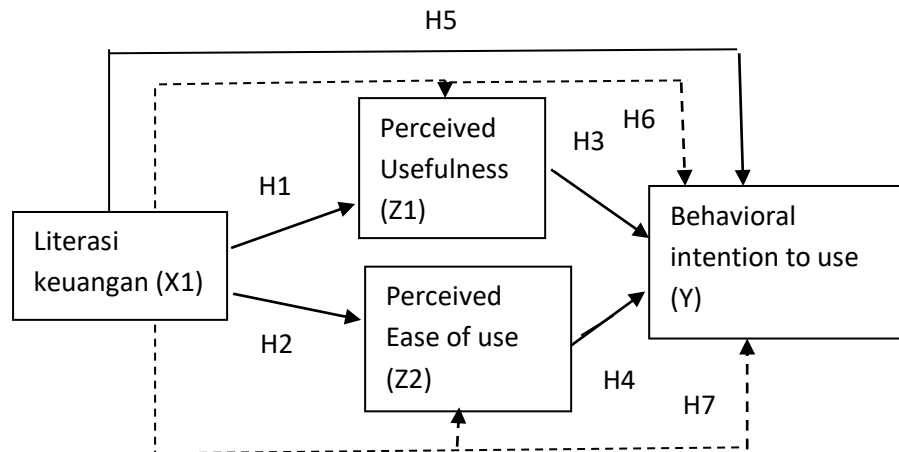 H5
Perceived
Usefulness
(Z1)
H6
H3
H1
Literasi
keuangan (X1)
Behavioral
intention to use
(Y)
Perceived
Ease of use
(Z2)
H2
H4
H7